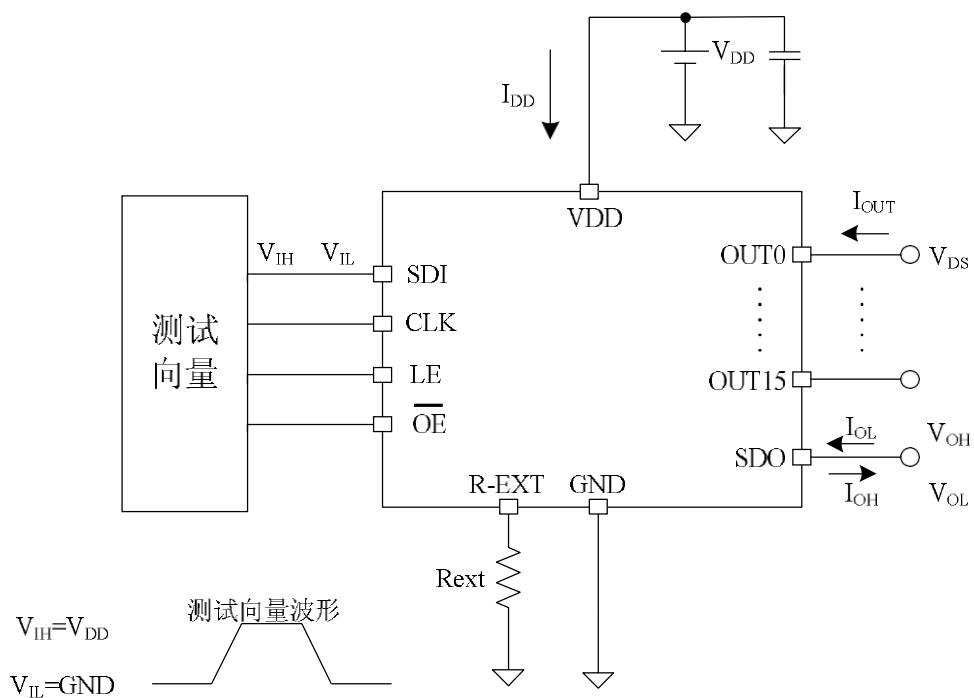 V_DD
I_DD
VDD
I_OUT
OUT0
V_DS
V_IH V_IL
SDI
CLK
LE
O̅E̅
测试
向量
OUT15
I_OL
V_OH
SDO
I_OH
V_OL
R-EXT GND
Rext
测试向量波形
V_IH=V_DD
V_IL=GND